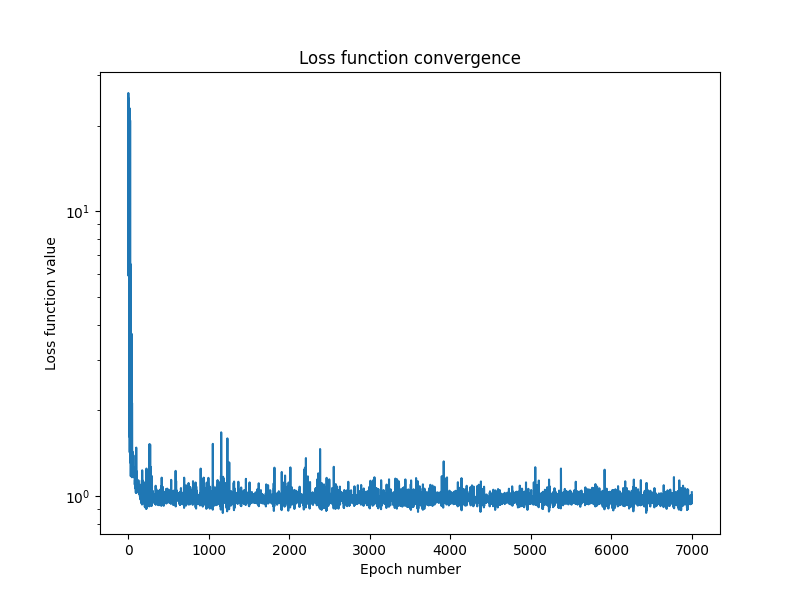 Loss function convergence
Loss function value
10¹
10⁰
0 1000 2000 3000 4000 5000 6000 7000
Epoch number